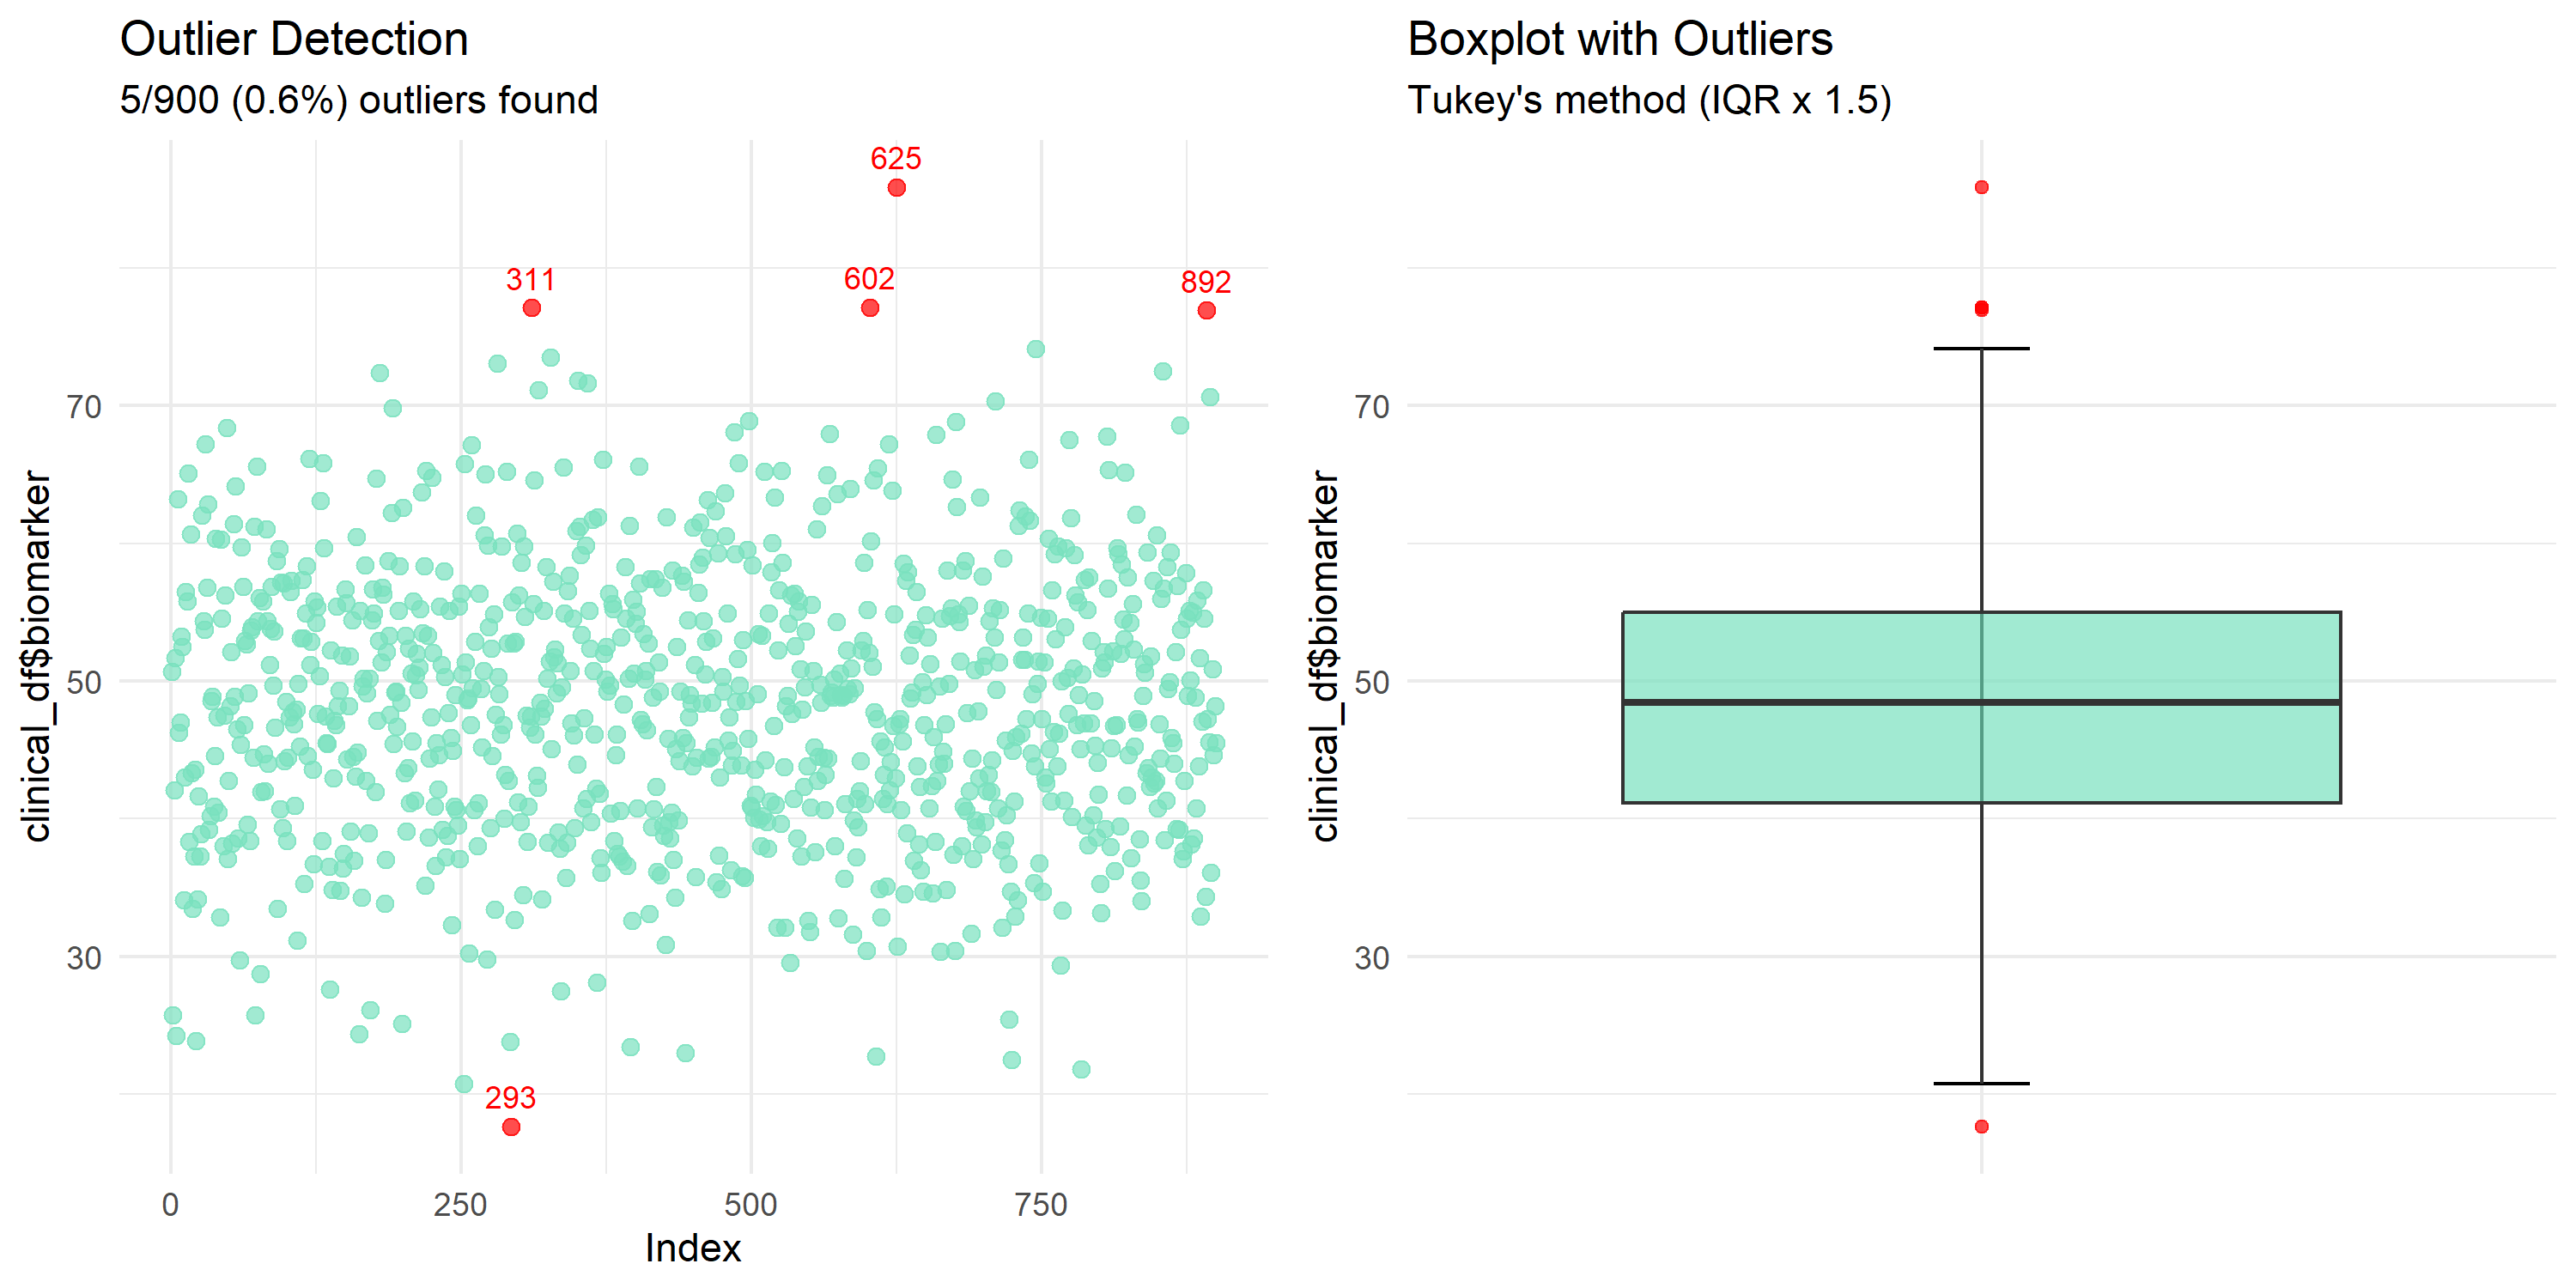 Outlier Detection
5/900 (0.6%) outliers found
625
311
602
892
70
50
30
293
clinical_df$biomarker
0
250
500
750
Index
Boxplot with Outliers
Tukey's method (IQR x 1.5)
70
50
30
clinical_df$biomarker